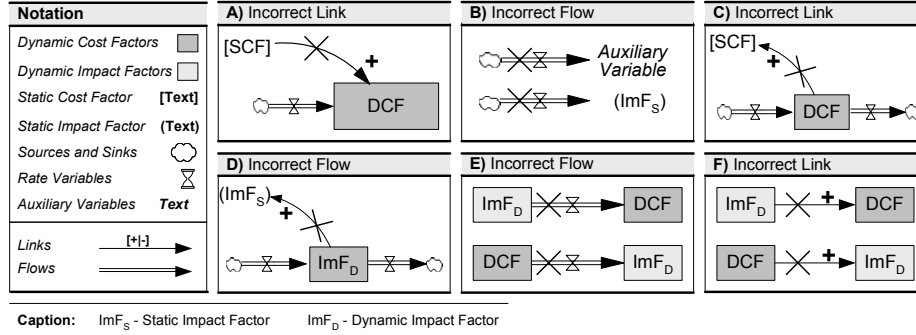 Notation
Dynamic Cost Factors
Dynamic Impact Factors
Static Cost Factor [Text]
Static Impact Factor (Text)
Sources and Sinks
Rate Variables
Auxiliary Variables Text
Links [+|-]
Flows
A) Incorrect Link
[SCF]
+
DCF
B) Incorrect Flow
Auxiliary
Variable
(ImFS)
C) Incorrect Link
[SCF]
+
DCF
D) Incorrect Flow
(ImFS)
+
ImFD
E) Incorrect Flow
ImFD DCF
DCF ImFD
F) Incorrect Link
ImFD + DCF
DCF + ImFD
Caption: ImFS - Static Impact Factor ImFD - Dynamic Impact Factor